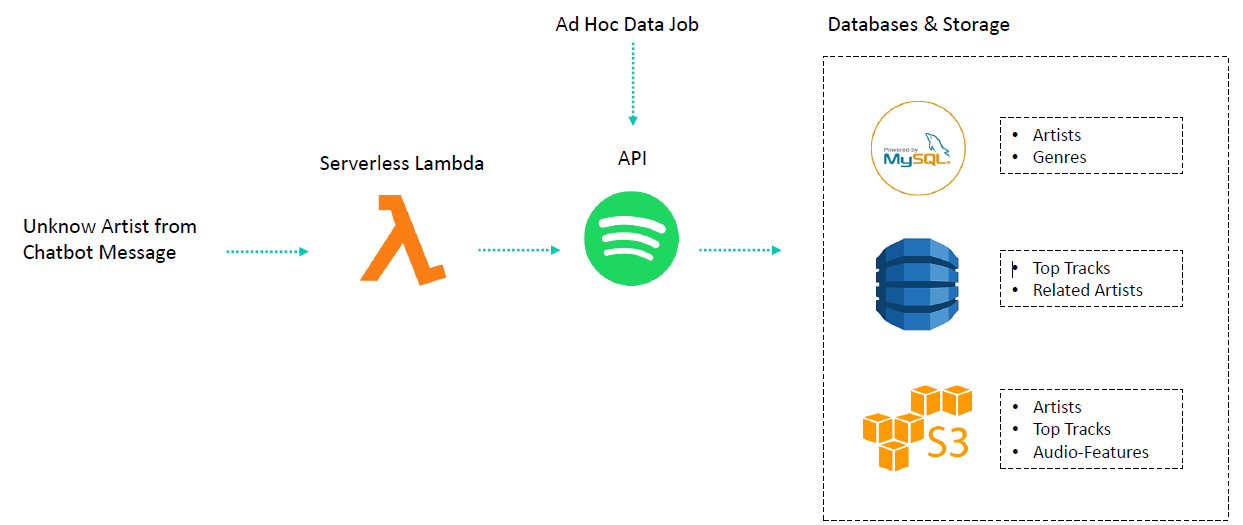 Ad Hoc Data Job
Databases & Storage
API
Serverless Lambda
Unknow Artist from
Chatbot Message
Powered by
MySQL
• Artists
• Genres
• Top Tracks
• Related Artists
S3
• Artists
• Top Tracks
• Audio-Features